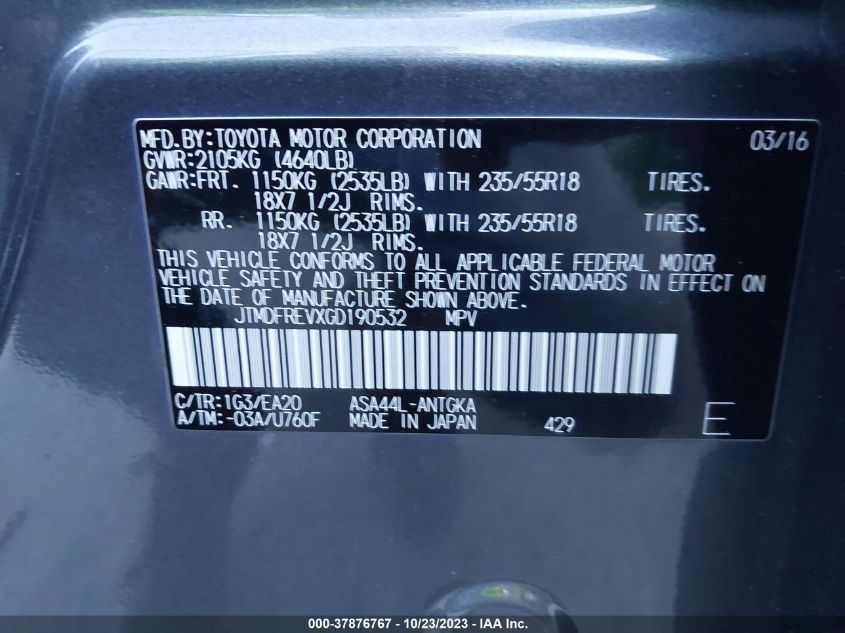 MFD.BY:TOYOTA MOTOR CORPORATION 03/16
GVWR:2105KG (4640LB)
GAWR:FRT. 1150KG (2535LB) WITH 235/55R18 TIRES.
18X7 1/2J RIMS.
RR. 1150KG (2535LB) WITH 235/55R18 TIRES.
18X7 1/2J RIMS.
THIS VEHICLE CONFORMS TO ALL APPLICABLE FEDERAL MOTOR
VEHICLE SAFETY AND THEFT PREVENTION STANDARDS IN EFFECT ON
THE DATE OF MANUFACTURE SHOWN ABOVE.
JTMDFREVXGD190532 MPV
C/TR:1G3/EA20 ASA44L-ANTGKA
A/TM:-03A/U760F MADE IN JAPAN 429 E
000-37876767 - 10/23/2023 - Copyright © 2023 IAA, Inc.